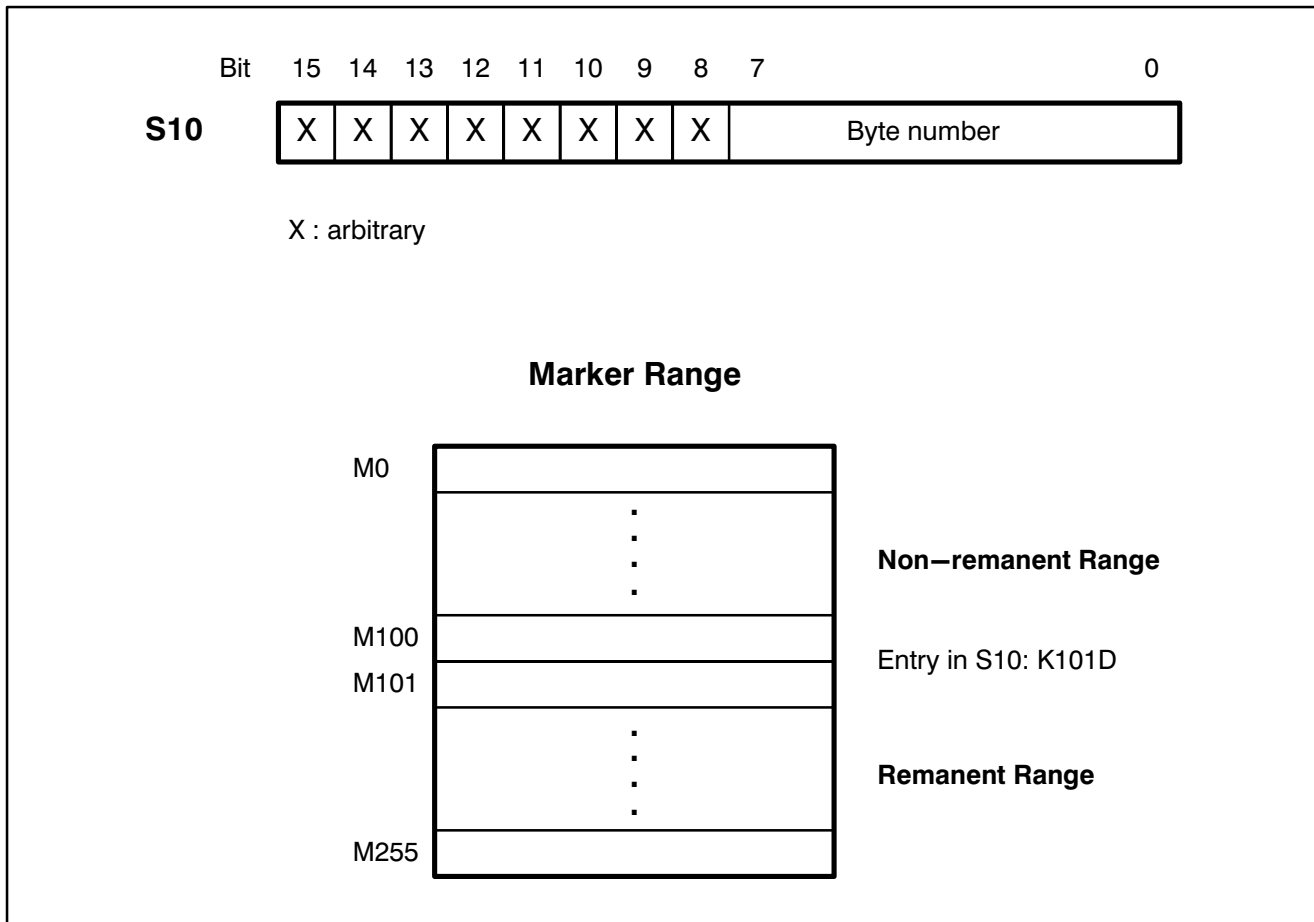 Bit 15 14 13 12 11 10 9 8 7 0
S10 X X X X X X X X Byte number
X : arbitrary
Marker Range
M0
Non−remanent Range
M100
Entry in S10: K101D
M101
Remanent Range
M255